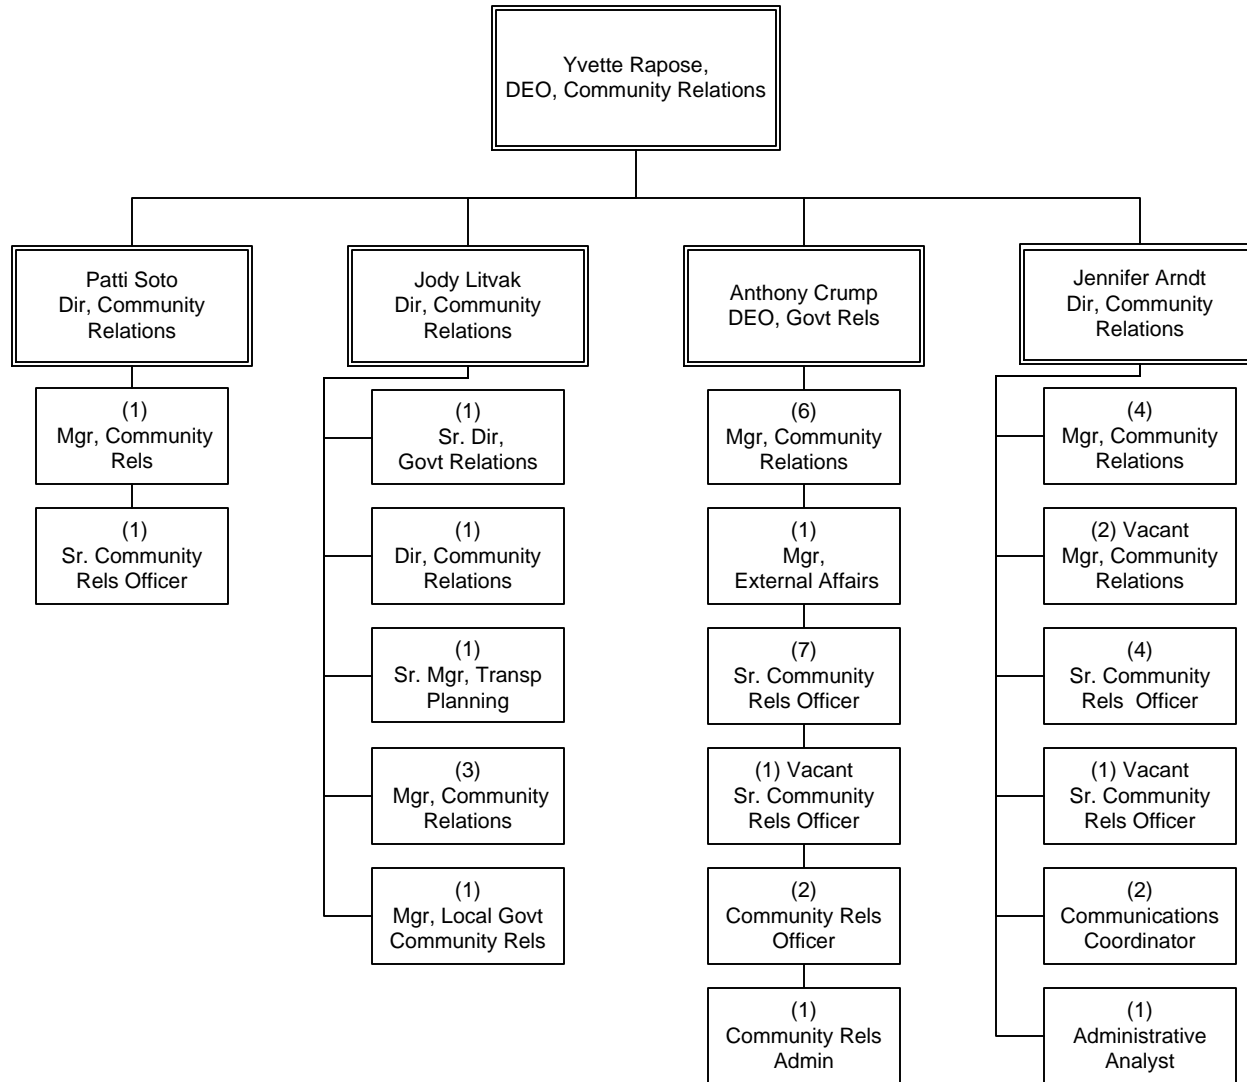 Yvette Rapose,
DEO, Community Relations
Patti Soto
Dir, Community
Relations
Jody Litvak
Dir, Community
Relations
Anthony Crump
DEO, Govt Rels
Jennifer Arndt
Dir, Community
Relations
(1)
Mgr, Community
Rels
(1)
Sr. Community
Rels Officer
(1)
Sr. Dir,
Govt Relations
(1)
Dir, Community
Relations
(1)
Sr. Mgr, Transp
Planning
(3)
Mgr, Community
Relations
(1)
Mgr, Local Govt
Community Rels
(6)
Mgr, Community
Relations
(1)
Mgr,
External Affairs
(7)
Sr. Community
Rels Officer
(1) Vacant
Sr. Community
Rels Officer
(2)
Community Rels
Officer
(1)
Community Rels
Admin
(4)
Mgr, Community
Relations
(2) Vacant
Mgr, Community
Relations
(4)
Sr. Community
Rels Officer
(1) Vacant
Sr. Community
Rels Officer
(2)
Communications
Coordinator
(1)
Administrative
Analyst